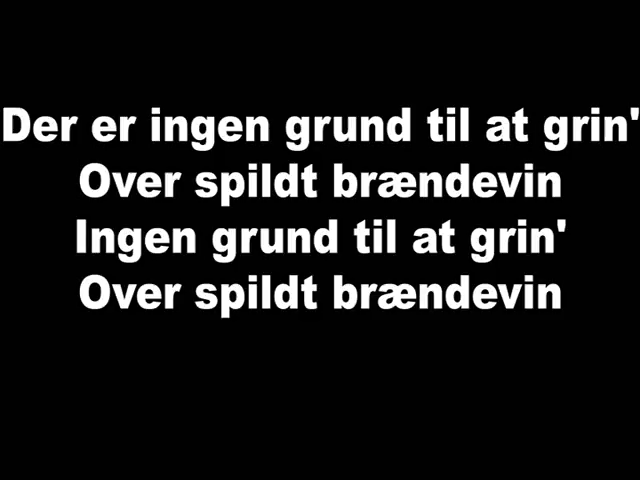 Der er ingen grund til at grin'
Over spildt brændevin
Ingen grund til at grin'
Over spildt brændevin